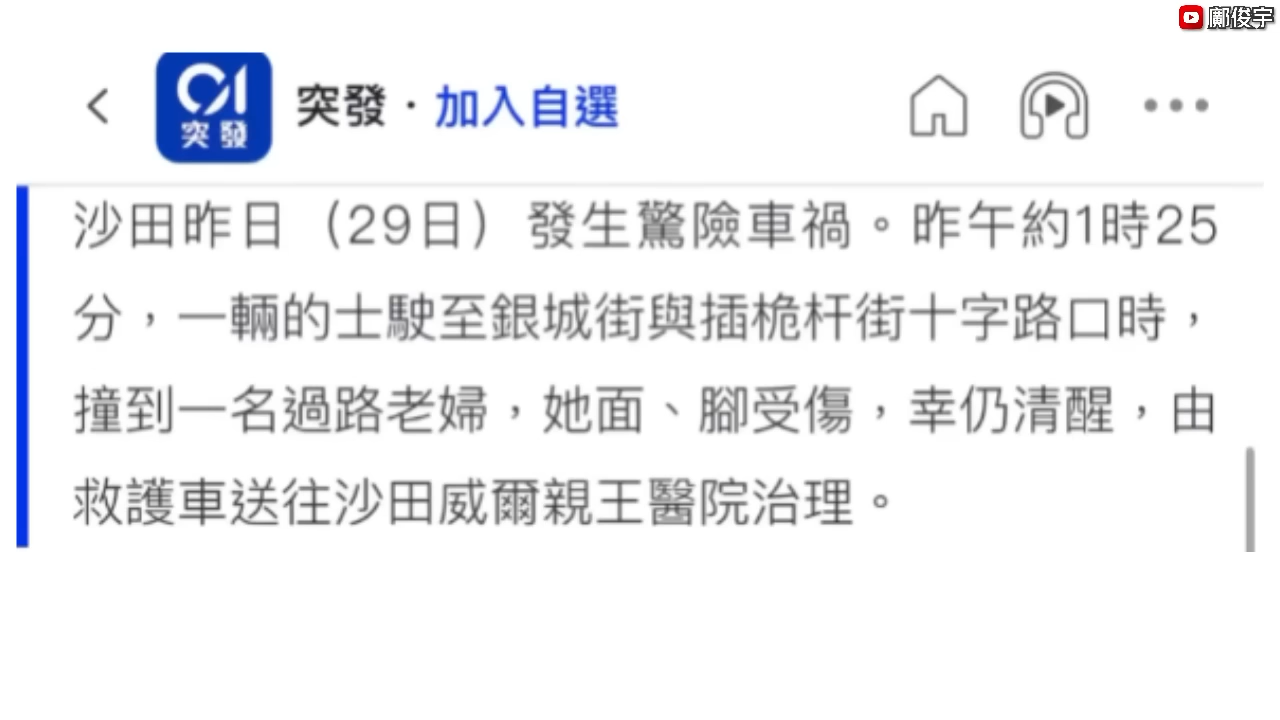 鄺俊宇
01
突發
突發·加入自選
沙田昨日（29日）發生驚險車禍。昨午約1時25
分，一輛的士駛至銀城街與插桅杆街十字路口時，
撞到一名過路老婦，她面、腳受傷，幸仍清醒，由
救護車送往沙田威爾親王醫院治理。